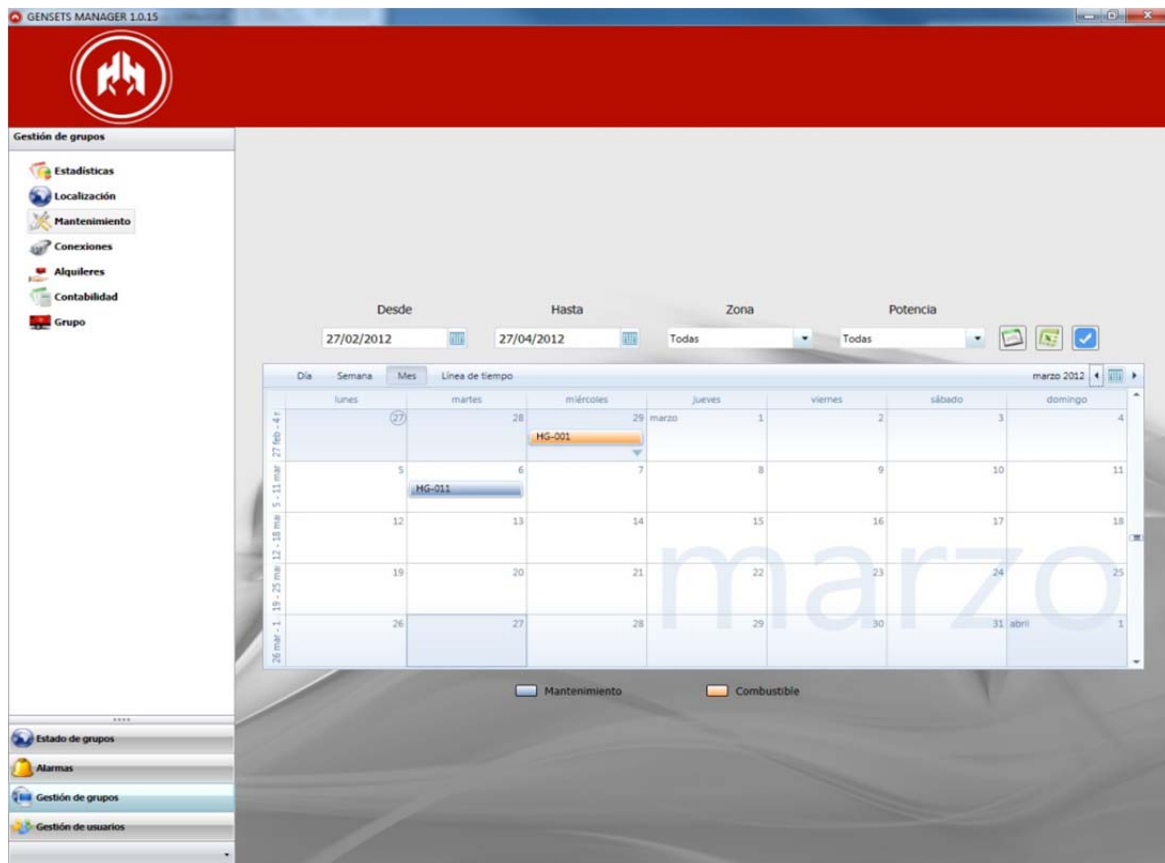 GENSETS MANAGER 1.0.15
Gestión de grupos
Estadísticas
Localización
Mantenimiento
Conexiones
Alquileres
Contabilidad
Grupo
Desde Hasta Zona Potencia
27/02/2012 27/04/2012 Todas Todas
Día Semana Mes Línea de tiempo marzo 2012
lunes martes miércoles jueves viernes sábado domingo
27 28 29 marzo 1 2 3 4
27 feb - 4
HG-001
5 6 7 8 9 10 11
5 - 11 mar
HG-011
12 13 14 15 16 17 18
12 - 18 mar
19 20 21 22 23 24 25
19 - 25 mar
marzo
26 27 28 29 30 31 abril 1
26 mar - 1
Mantenimiento Combustible
Estado de grupos
Alarmas
Gestión de grupos
Gestión de usuarios